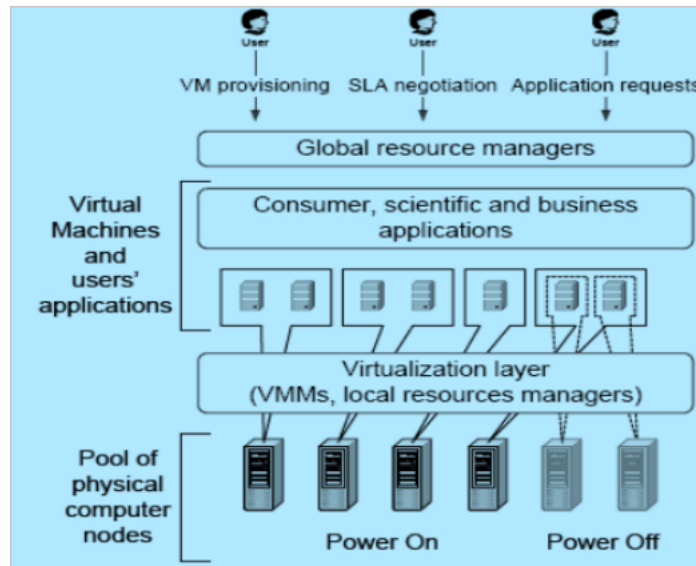 User User User
VM provisioning SLA negotiation Application requests
Global resource managers
Virtual
Machines
and
users'
applications
Consumer, scientific and business
applications
Virtualization layer
(VMMs, local resources managers)
Pool of
physical
computer
nodes
Power On Power Off